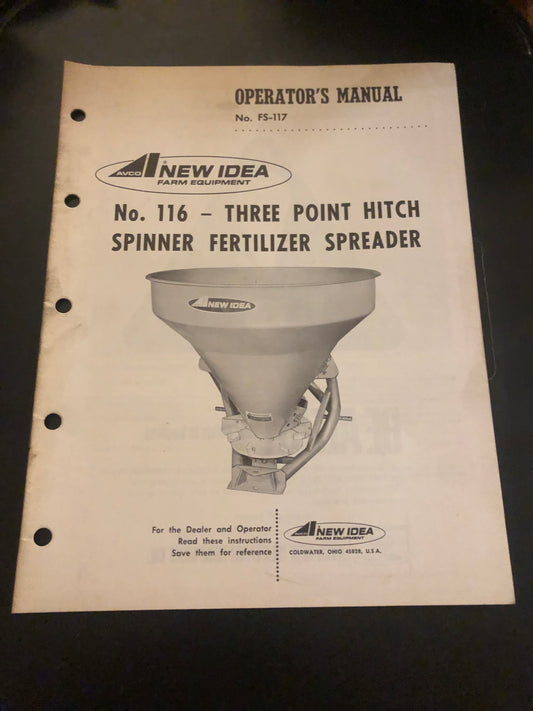 OPERATOR'S MANUAL
No. FS-117
AVCO NEW IDEA
FARM EQUIPMENT
No. 116 – THREE POINT HITCH
SPINNER FERTILIZER SPREADER
NEW IDEA
For the Dealer and Operator
Read these instructions
Save them for reference
AVCO NEW IDEA
FARM EQUIPMENT
COLDWATER, OHIO 45828, U.S.A.